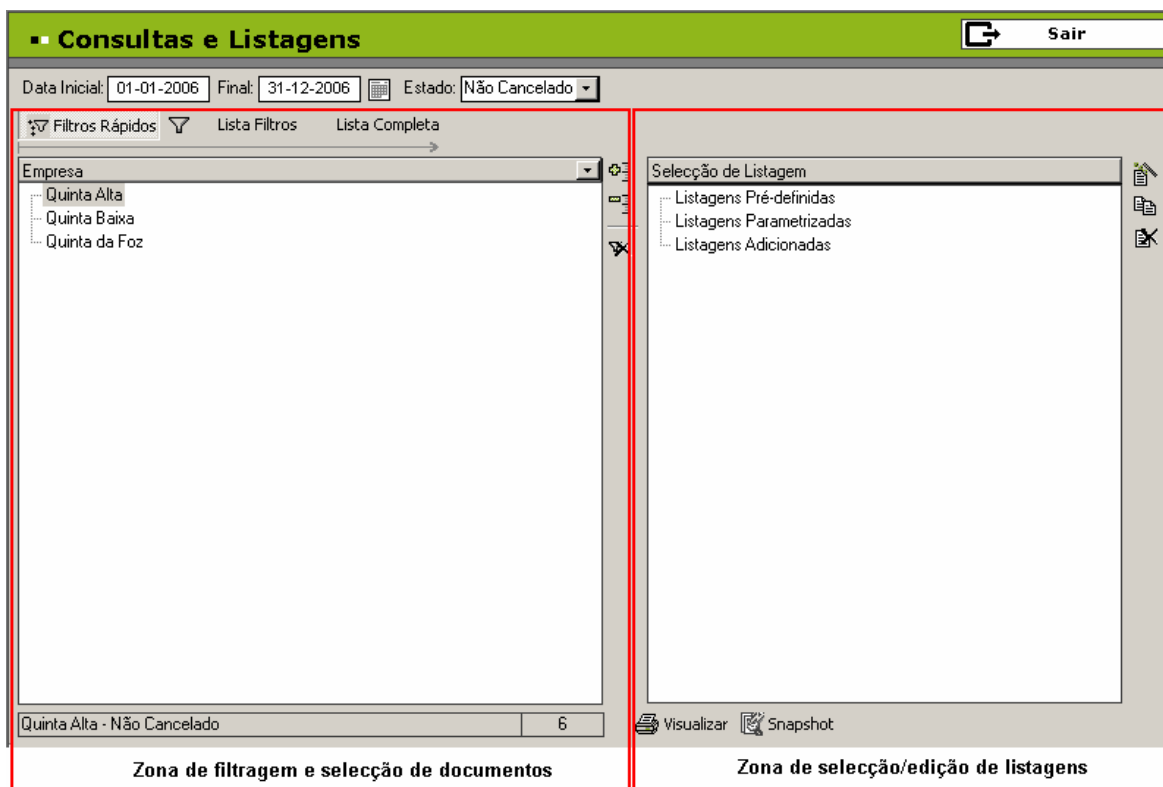 Consultas e Listagens
Sair
Data Inicial: 01-01-2006 Final: 31-12-2006 Estado: Não Cancelado
Filtros Rápidos Lista Filtros Lista Completa
Empresa
Quinta Alta
Quinta Baixa
Quinta da Foz
Selecção de Listagem
Listagens Pré-definidas
Listagens Parametrizadas
Listagens Adicionadas
Quinta Alta - Não Cancelado 6
Visualizar Snapshot
Zona de filtragem e selecção de documentos
Zona de selecção/edição de listagens